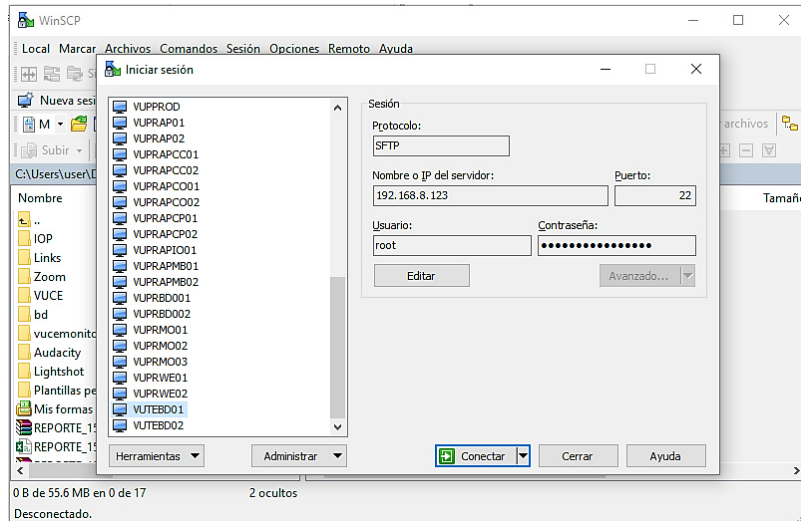 WinSCP
Local Marcar Archivos Comandos Sesión Opciones Remoto Ayuda
Iniciar sesión
Nueva sesi
M
archivos
Subir
C:\Users\user\D
Nombre
Tamaño
..
IOP
Links
Zoom
VUCE
bd
vucemonito
Audacity
Lightshot
Plantillas pe
Mis formas
REPORTE_15
REPORTE_15
VUPPROD
VUPRAP01
VUPRAP02
VUPRAPCC01
VUPRAPCC02
VUPRAPCO01
VUPRAPCO02
VUPRAPCP01
VUPRAPCP02
VUPRAPIO01
VUPRAPMB01
VUPRAPMB02
VUPRBD001
VUPRBD002
VUPRMO01
VUPRMO02
VUPRMO03
VUPRWE01
VUPRWE02
VUTEBD01
VUTEBD02
Sesión
Protocolo:
SFTP
Nombre o IP del servidor: Puerto:
192.168.8.123 22
Usuario: Contraseña:
root ••••••••••••••••
Editar Avanzado...
Herramientas Administrar Conectar Cerrar Ayuda
0 B de 55.6 MB en 0 de 17 2 ocultos
Desconectado.